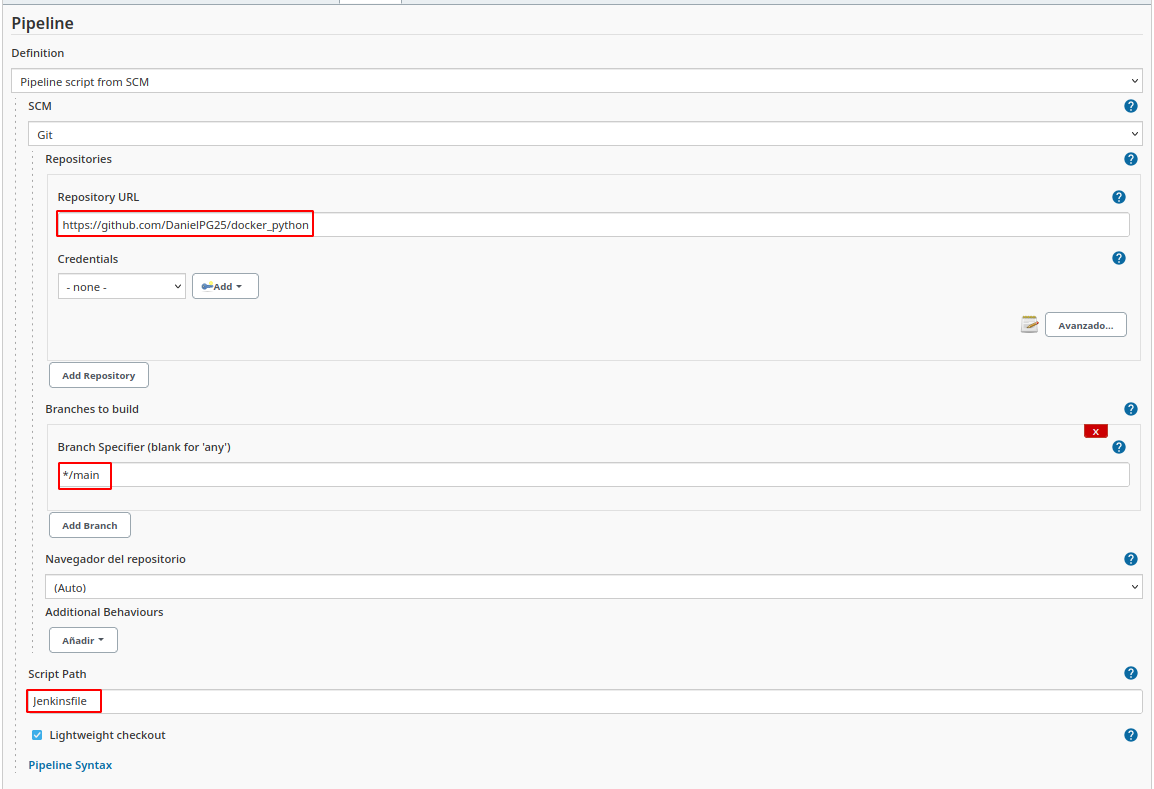 Pipeline
Definition
Pipeline script from SCM
SCM
?
Git
Repositories
?
Repository URL
?
https://github.com/DanielPG25/docker_python
Credentials
?
- none -
Add
Avanzado...
Add Repository
Branches to build
?
x
Branch Specifier (blank for 'any')
?
*/main
Add Branch
Navegador del repositorio
?
(Auto)
Additional Behaviours
Añadir
Script Path
?
Jenkinsfile
Lightweight checkout
?
Pipeline Syntax